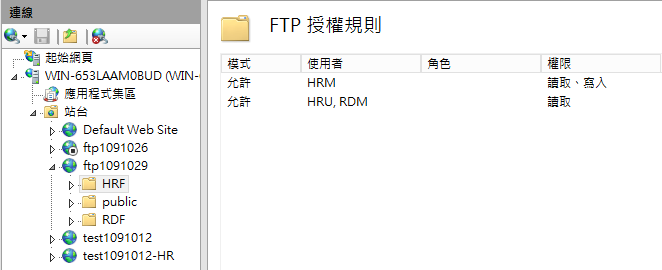 連線
起始網頁
WIN-653LAAM0BUD (WIN-
應用程式集區
站台
Default Web Site
ftp1091026
ftp1091029
HRF
public
RDF
test1091012
test1091012-HR
FTP 授權規則
模式 使用者 角色 權限
允許 HRM 讀取、寫入
允許 HRU, RDM 讀取